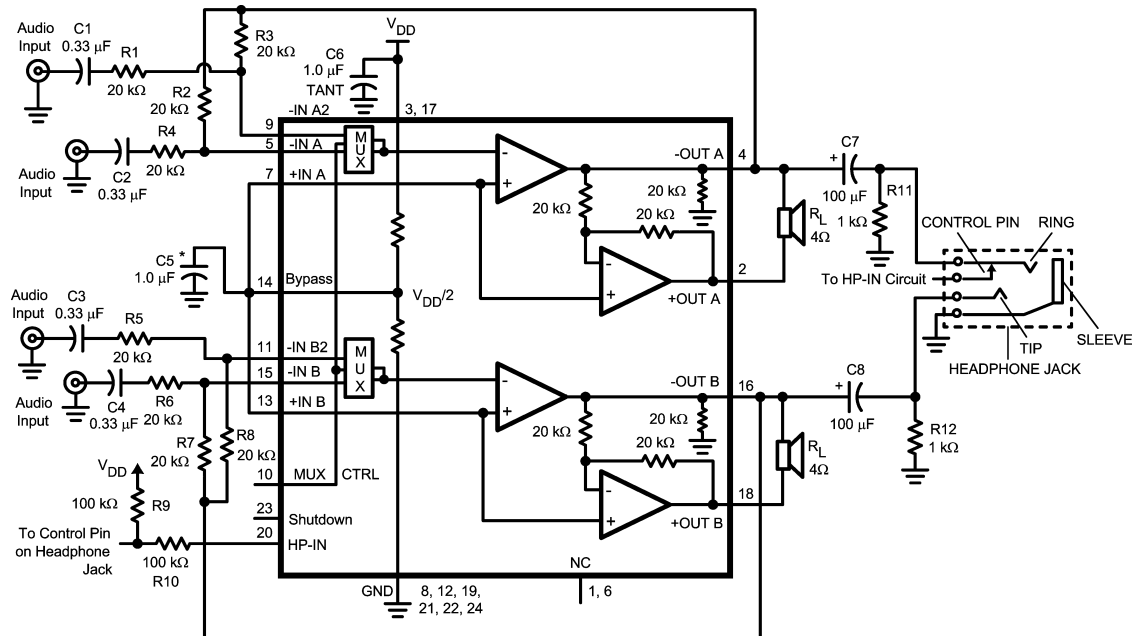 Audio
Input
C1
0.33 µF
R1
20 kΩ
R3
20 kΩ
R2
20 kΩ
R4
20 kΩ
Audio
Input
C2
0.33 µF
VDD
C6
1.0 µF
TANT
3, 17
-IN A2
9
-IN A
5
+IN A
7
M
U
X
-
+
20 kΩ
20 kΩ
20 kΩ
-
+
-OUT A
4
+OUT A
2
RL
4Ω
C7
+
100 µF
R11
1 kΩ
CONTROL PIN
RING
To HP-IN Circuit
TIP
SLEEVE
HEADPHONE JACK
C5
*
1.0 µF
14
Bypass
VDD/2
Audio
Input
C3
0.33 µF
R5
20 kΩ
11
-IN B2
15
-IN B
13
+IN B
M
U
X
Audio
Input
C4
0.33 µF
R6
20 kΩ
R7
20 kΩ
R8
20 kΩ
-
+
20 kΩ
20 kΩ
20 kΩ
-
+
-OUT B
16
+OUT B
18
RL
4Ω
C8
+
100 µF
R12
1 kΩ
VDD
100 kΩ
R9
10
MUX
CTRL
23
Shutdown
20
HP-IN
To Control Pin
on Headphone
Jack
100 kΩ
R10
GND
8, 12, 19,
21, 22, 24
NC
1, 6